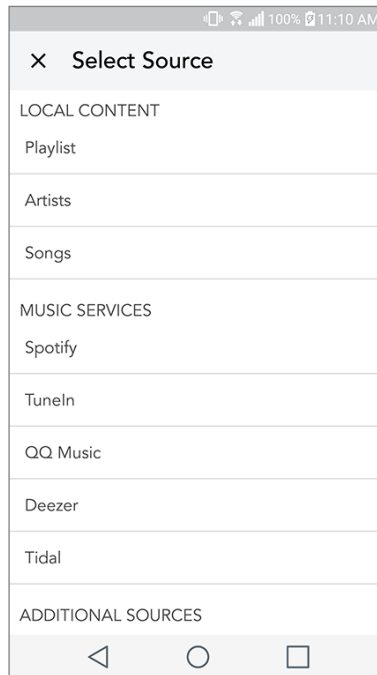 100% 11:10 AM
Select Source
LOCAL CONTENT
Playlist
Artists
Songs
MUSIC SERVICES
Spotify
TuneIn
QQ Music
Deezer
Tidal
ADDITIONAL SOURCES